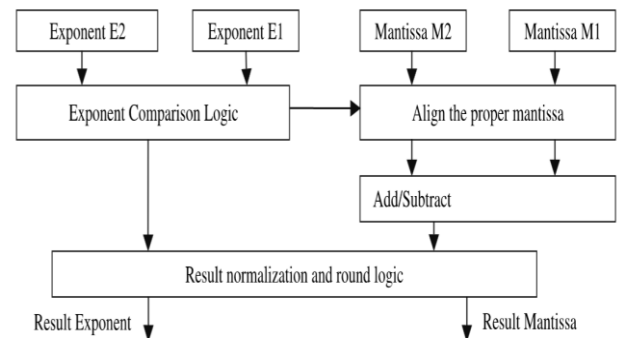 Exponent E2
Exponent E1
Mantissa M2
Mantissa M1
Exponent Comparison Logic
Align the proper mantissa
Add/Subtract
Result normalization and round logic
Result Exponent
Result Mantissa